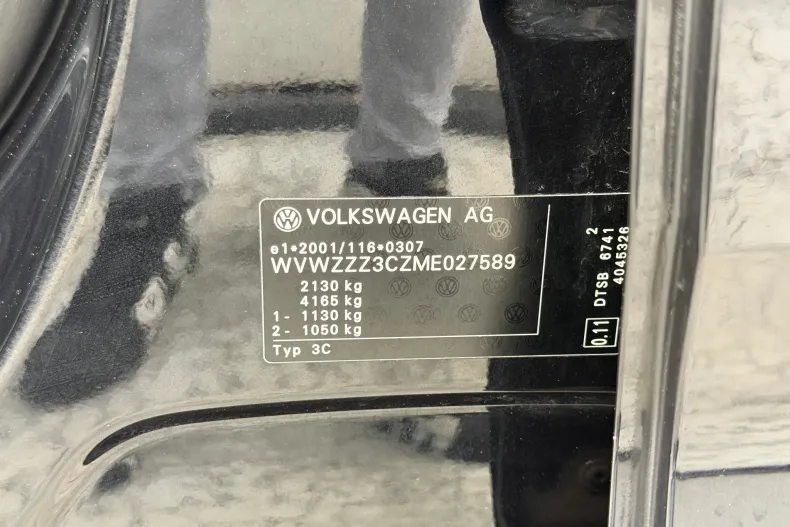 VOLKSWAGEN AG
e1*2001/116*0307
WVWZZZ3CZME027589
2130 kg
4165 kg
1- 1130 kg
2- 1050 kg
Typ 3C
0.11 DTSB 6741 2
4045326